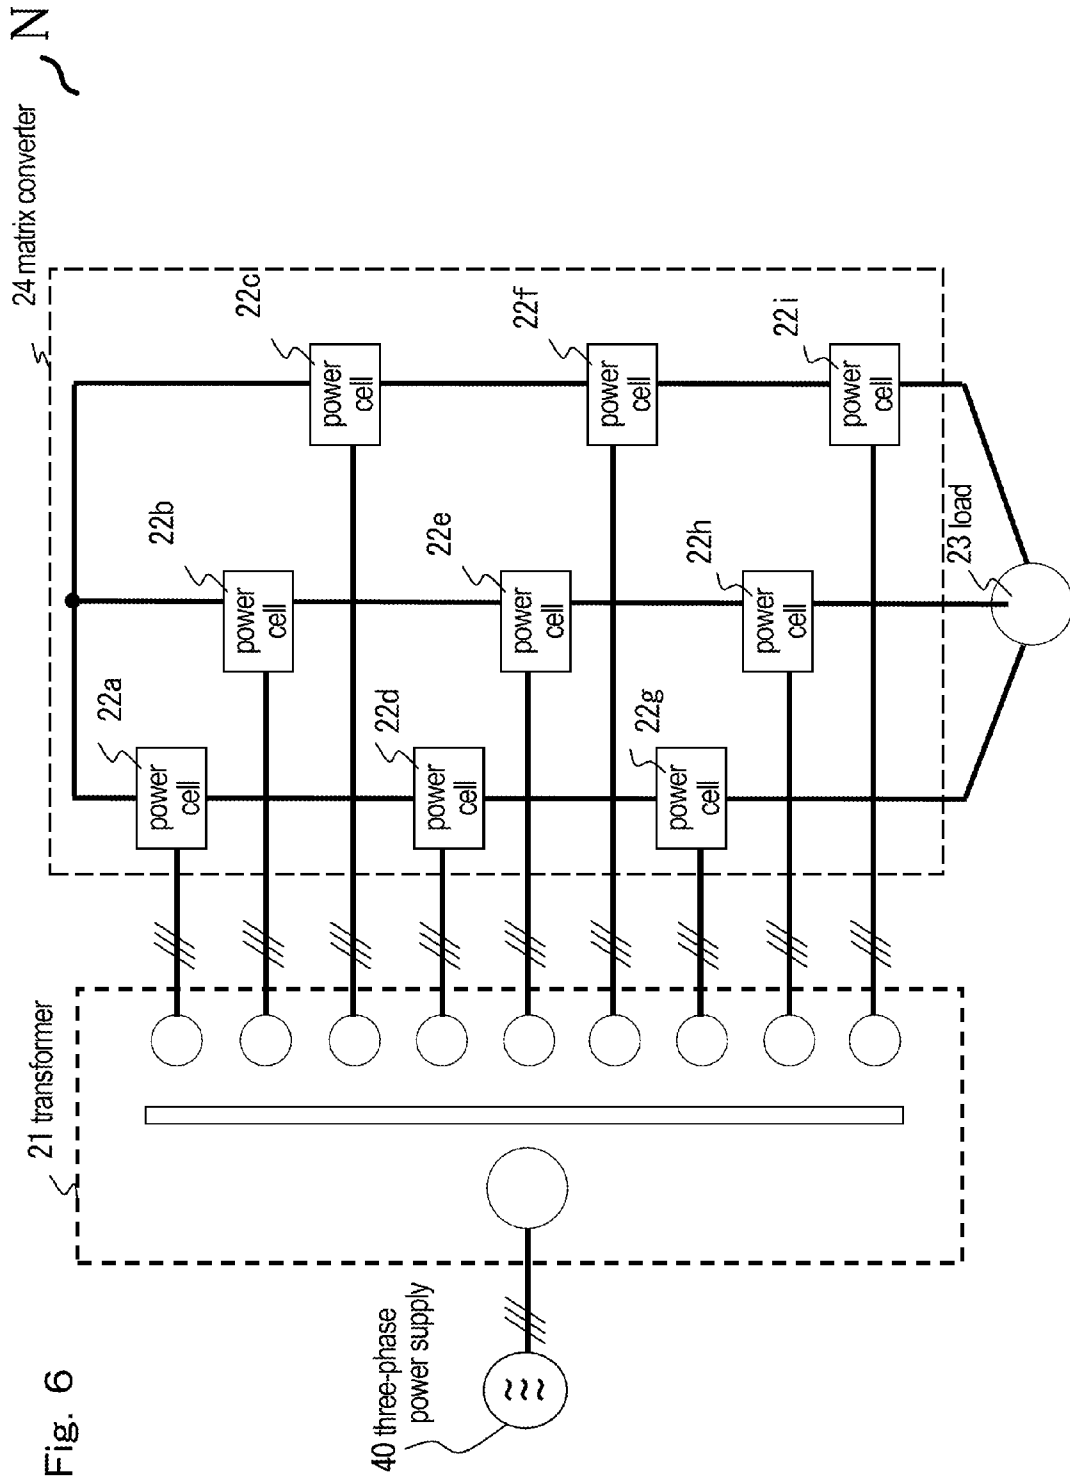 Fig. 6
N
24 matrix converter
21 transformer
40 three-phase
power supply
22a
power
cell
22b
power
cell
22c
power
cell
22d
power
cell
22e
power
cell
22f
power
cell
22g
power
cell
22h
power
cell
22i
power
cell
23 load